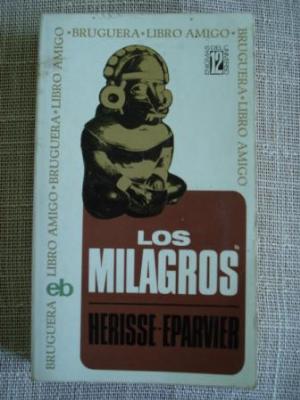 BRUGUERA · LIBRO AMIGO · BRUGUERA · LIBRO AMIGO · BRUGUERA · LIBRO AMIGO · BRUGUERA · LIBRO AMIGO
12
LOS
MILAGROS
HERISSE-EPARVIER
eb